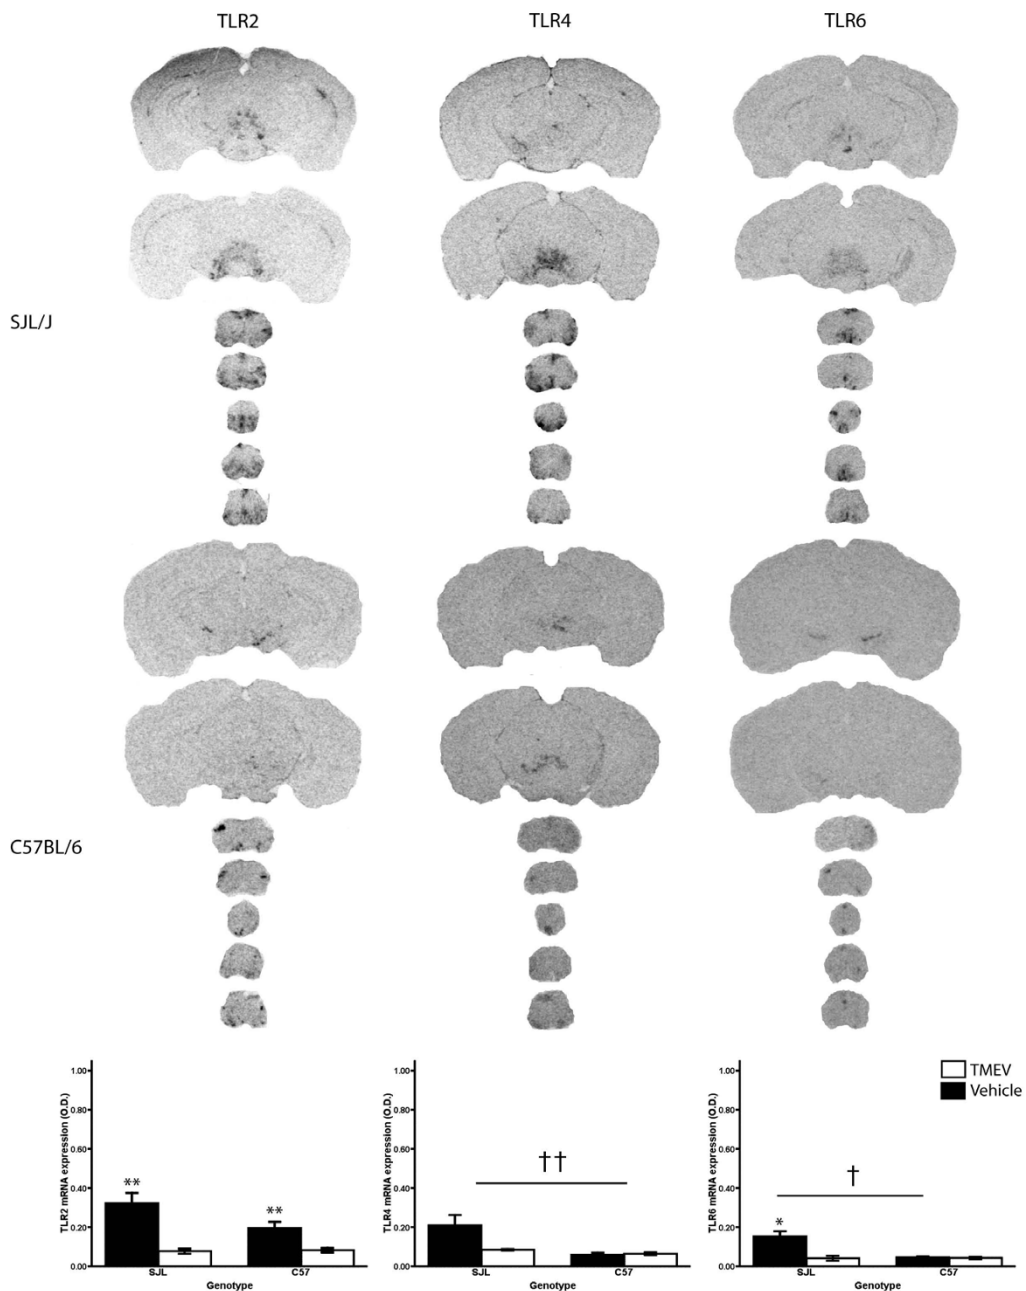 TLR2 TLR4 TLR6
SJL/J
C57BL/6
TMEV
Vehicle
TLR2 mRNA expression (O.D.)
1.00
0.80
0.60
0.40
0.20
0.00
**
**
SJL C57
Genotype
TLR4 mRNA expression (O.D.)
1.00
0.80
0.60
0.40
0.20
0.00
††
SJL C57
Genotype
TLR6 mRNA expression (O.D.)
1.00
0.80
0.60
0.40
0.20
0.00
†
*
SJL C57
Genotype